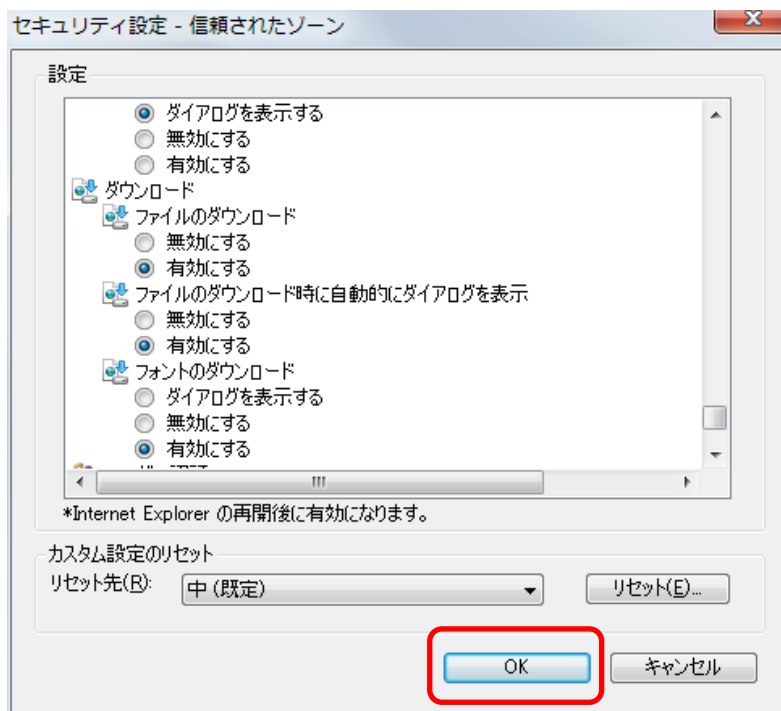 セキュリティ設定 - 信頼されたゾーン
設定
ダイアログを表示する
無効にする
有効にする
ダウンロード
ファイルのダウンロード
無効にする
有効にする
ファイルのダウンロード時に自動的にダイアログを表示
無効にする
有効にする
フォントのダウンロード
ダイアログを表示する
無効にする
有効にする
*Internet Explorer の再開後に有効になります。
カスタム設定のリセット
リセット先(R): 中 (既定) リセット(E)...
OK キャンセル